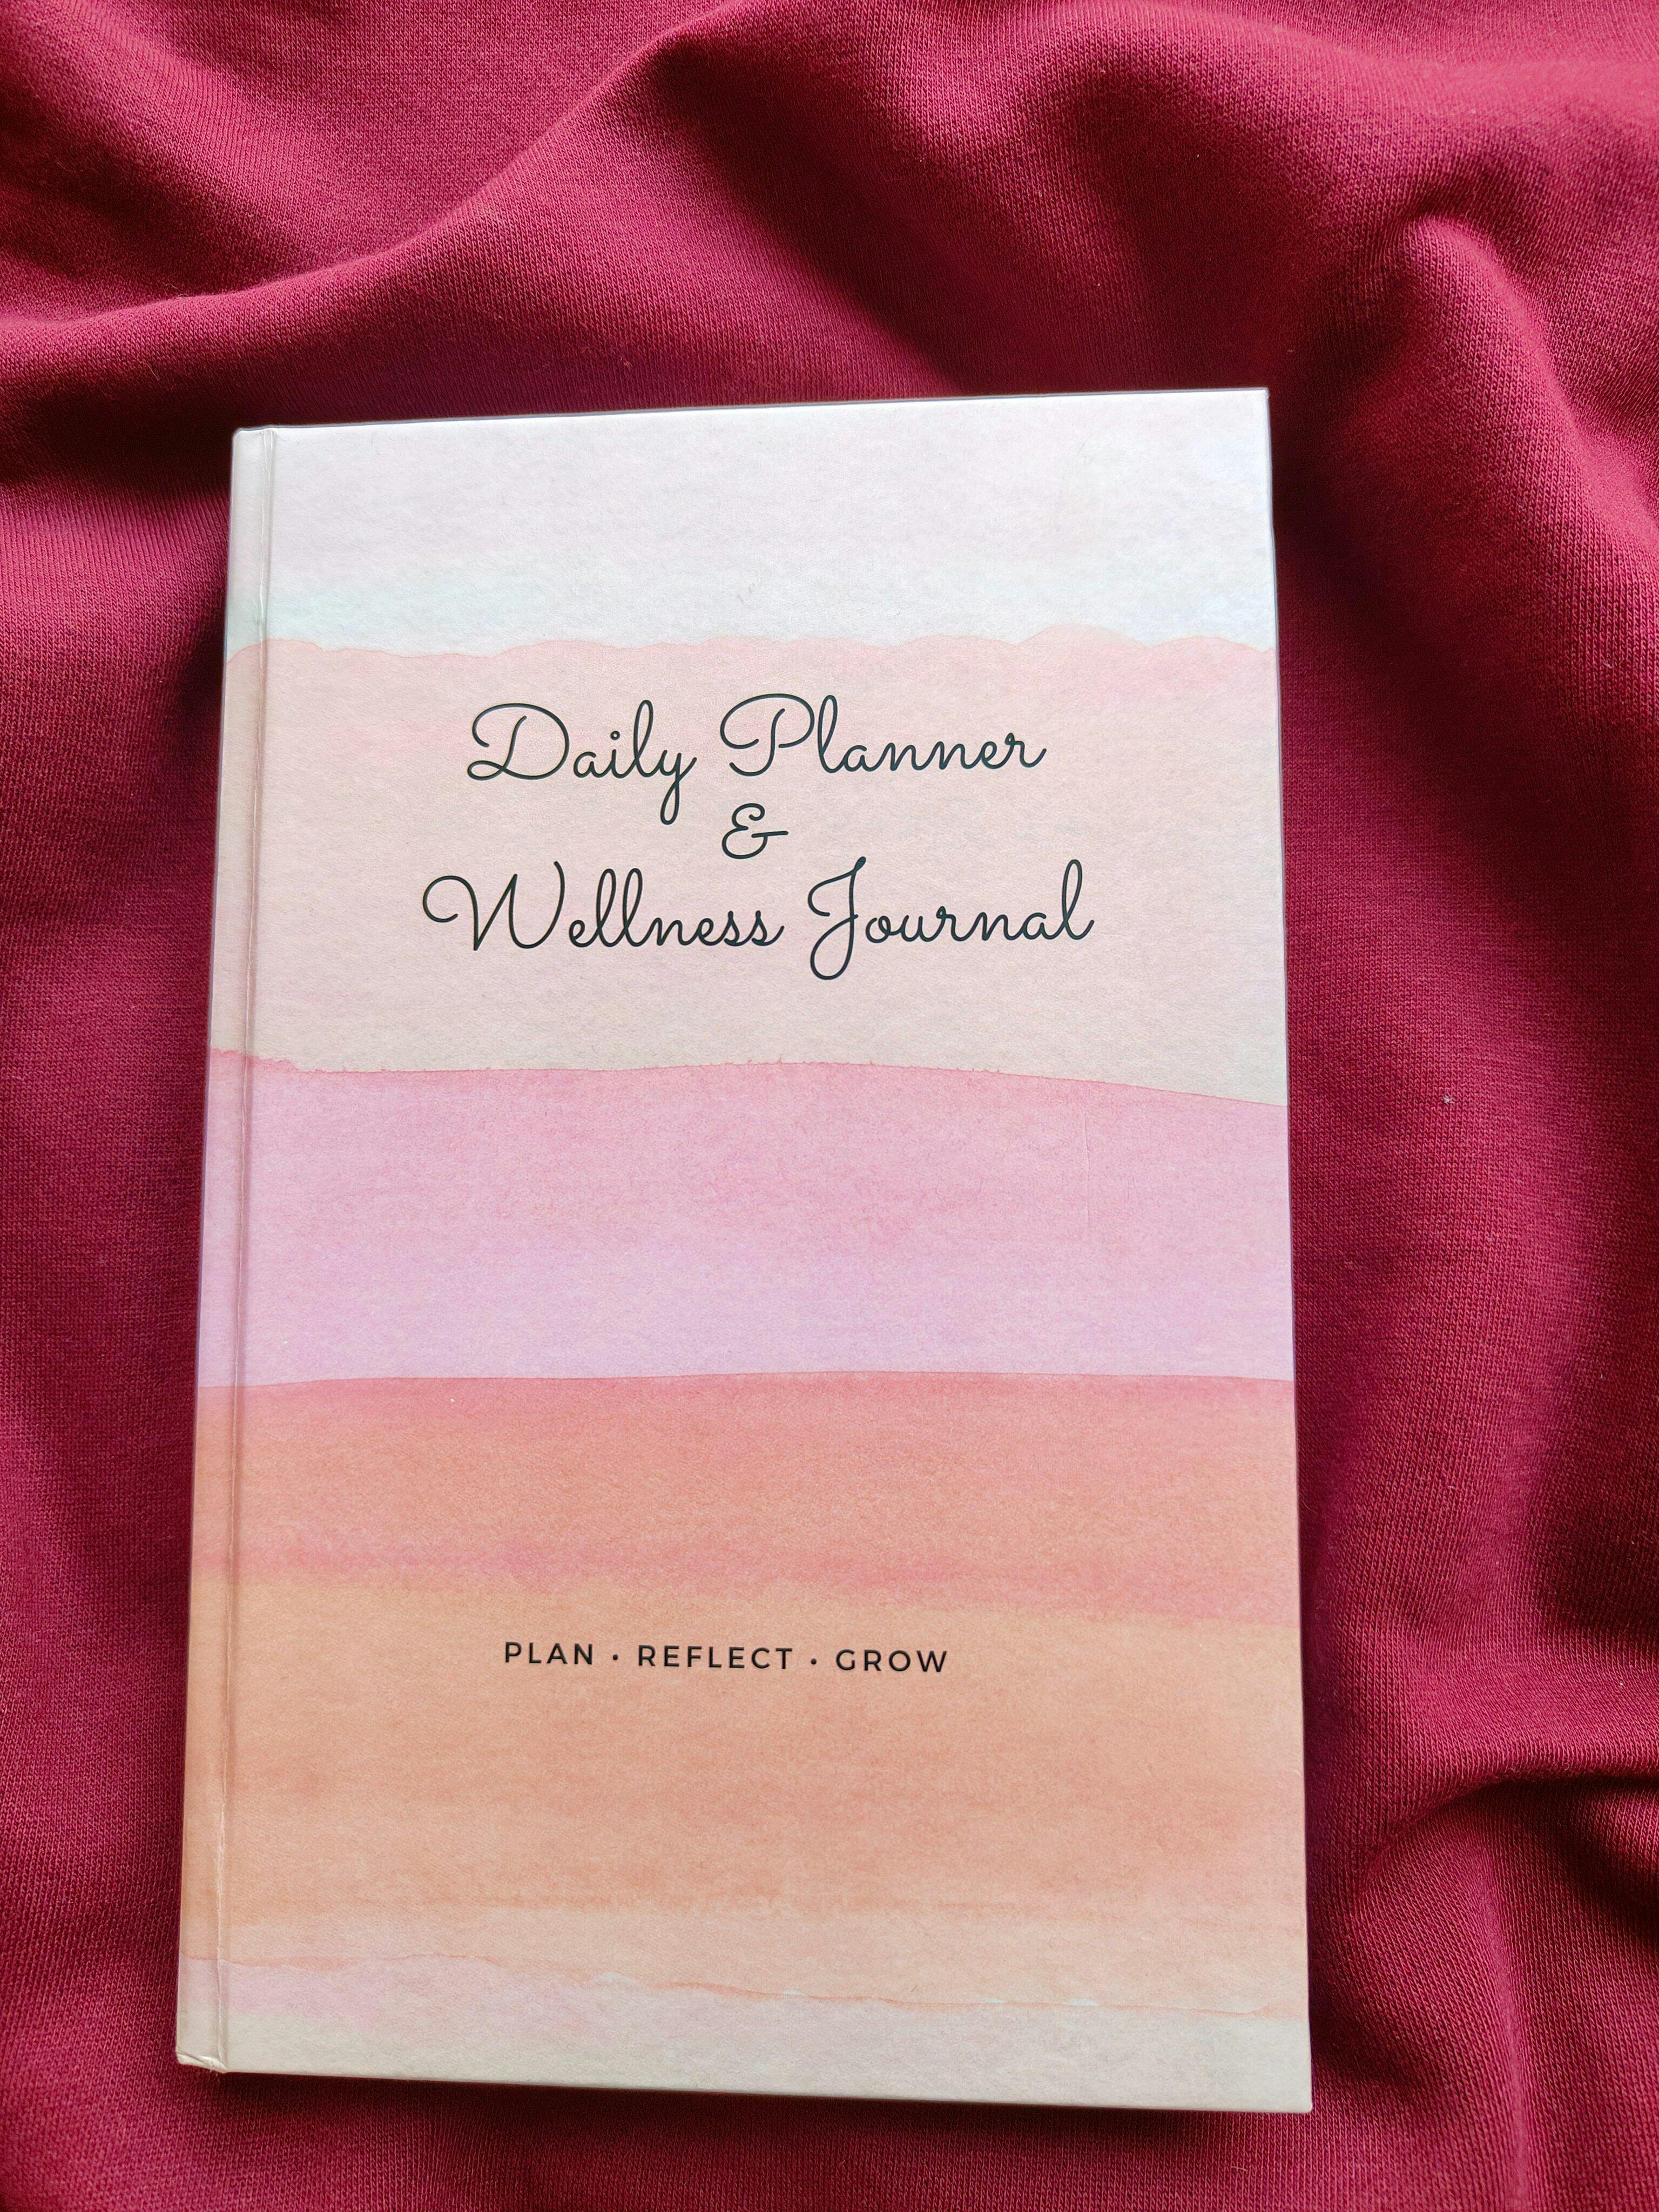 Daily Planner
&
Wellness Journal
PLAN · REFLECT · GROW